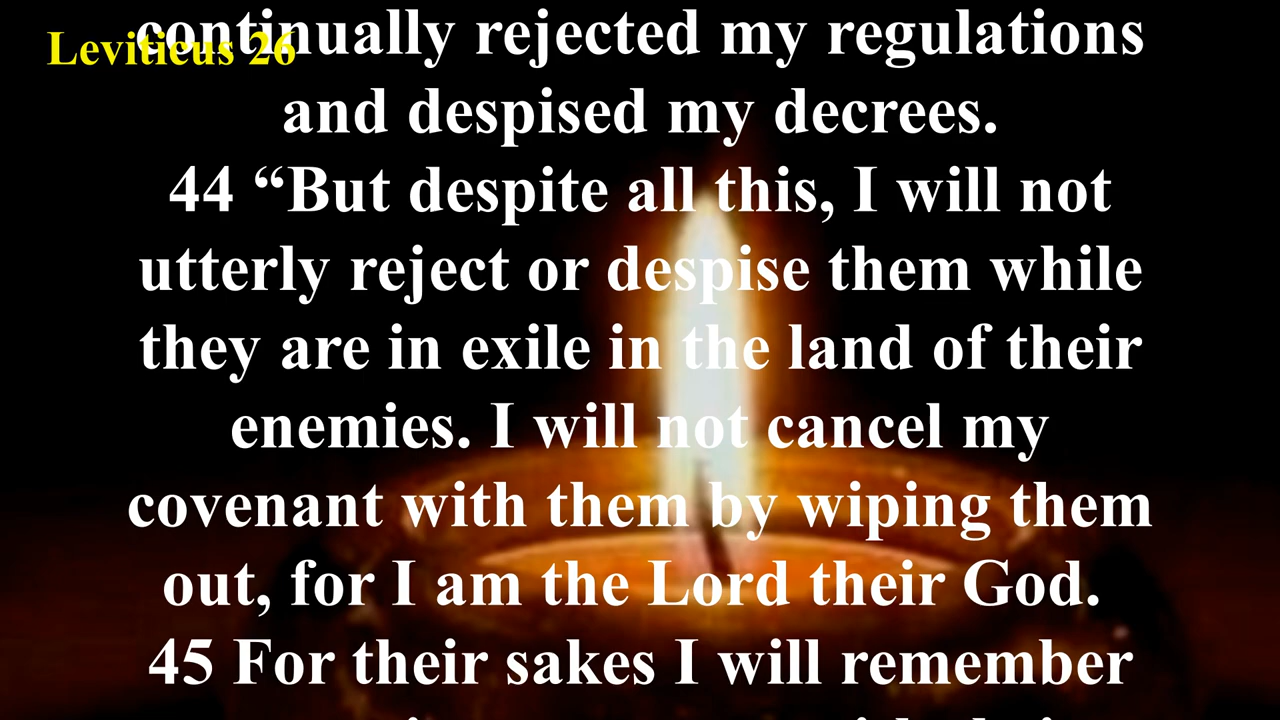 Leviticus 26
continually rejected my regulations
and despised my decrees.
44 “But despite all this, I will not
utterly reject or despise them while
they are in exile in the land of their
enemies. I will not cancel my
covenant with them by wiping them
out, for I am the Lord their God.
45 For their sakes I will remember